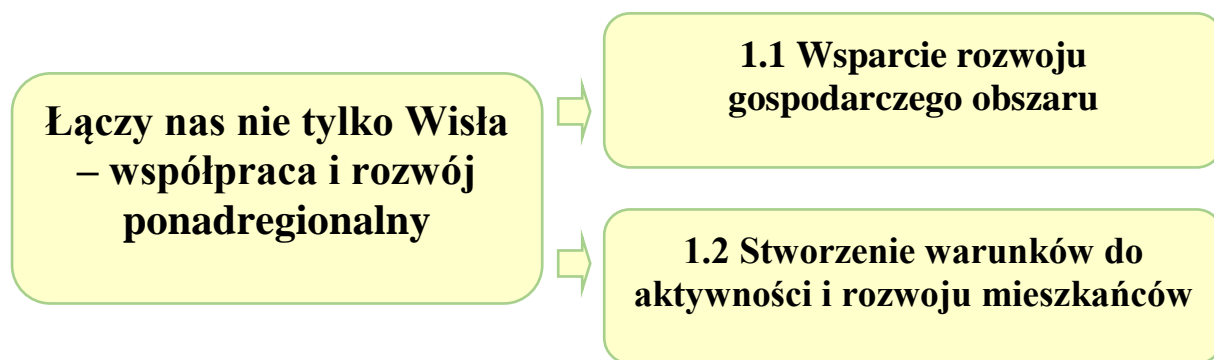 Łączy nas nie tylko Wisła
– współpraca i rozwój
ponadregionalny
1.1 Wsparcie rozwoju
gospodarczego obszaru
1.2 Stworzenie warunków do
aktywności i rozwoju mieszkańców